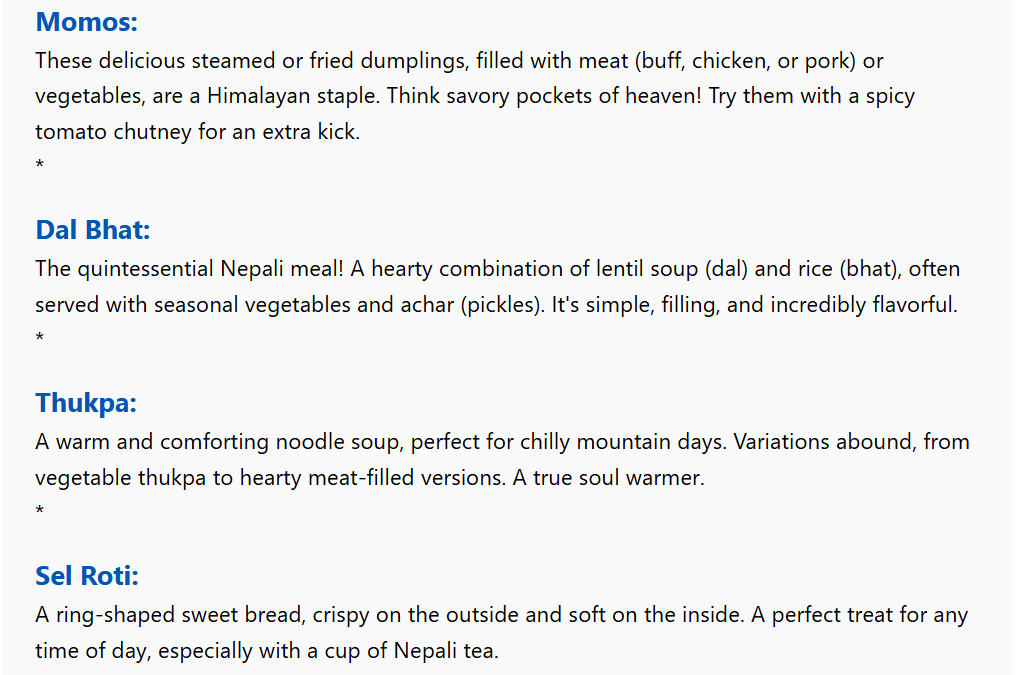 Momos:
These delicious steamed or fried dumplings, filled with meat (buff, chicken, or pork) or
vegetables, are a Himalayan staple. Think savory pockets of heaven! Try them with a spicy
tomato chutney for an extra kick.
*
Dal Bhat:
The quintessential Nepali meal! A hearty combination of lentil soup (dal) and rice (bhat), often
served with seasonal vegetables and achar (pickles). It's simple, filling, and incredibly flavorful.
*
Thukpa:
A warm and comforting noodle soup, perfect for chilly mountain days. Variations abound, from
vegetable thukpa to hearty meat-filled versions. A true soul warmer.
*
Sel Roti:
A ring-shaped sweet bread, crispy on the outside and soft on the inside. A perfect treat for any
time of day, especially with a cup of Nepali tea.